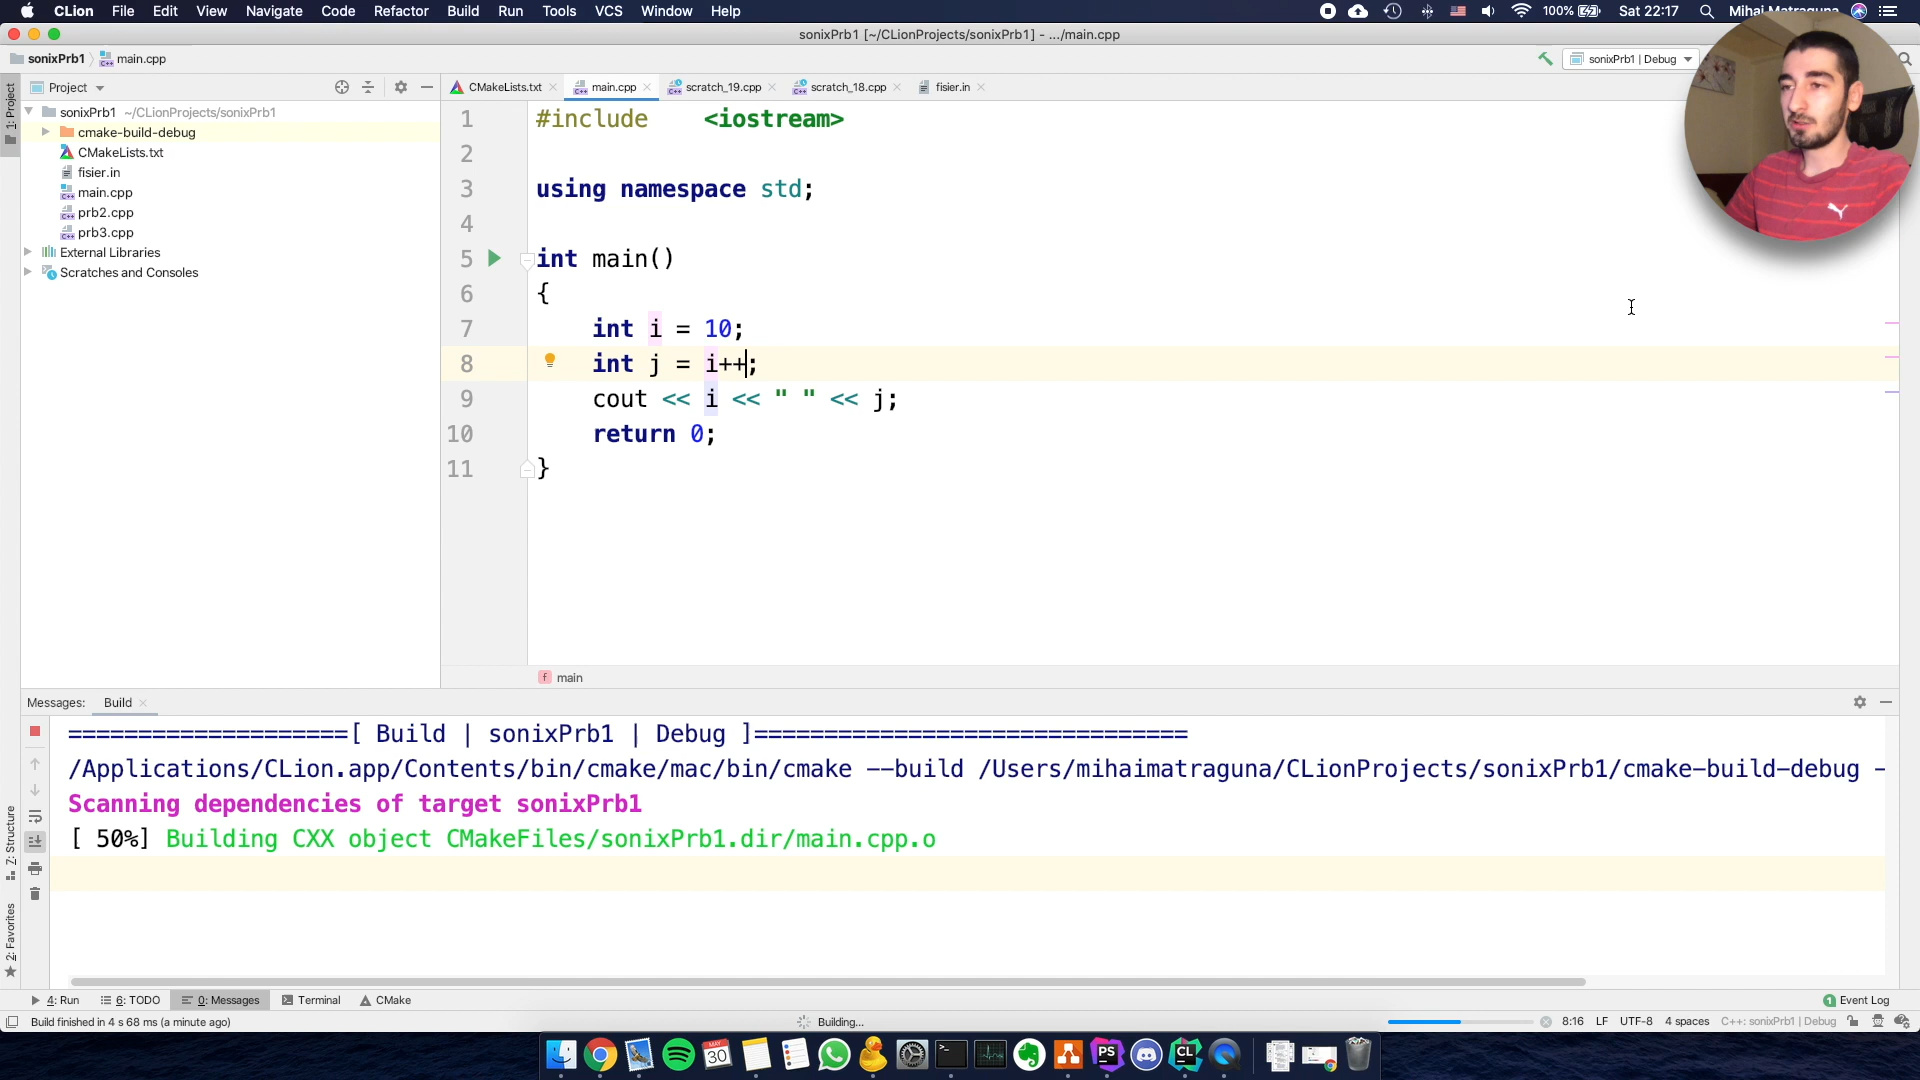 CLion File Edit View Navigate Code Refactor Build Run Tools VCS Window Help 100% Sat 22:17 Mihai Matraguna
sonixPrb1 [~/CLionProjects/sonixPrb1] - .../main.cpp
sonixPrb1 main.cpp sonixPrb1 | Debug
Project CMakeLists.txt main.cpp scratch_19.cpp scratch_18.cpp fisier.in
1: Project
sonixPrb1 ~/CLionProjects/sonixPrb1
cmake-build-debug
CMakeLists.txt
fisier.in
main.cpp
prb2.cpp
prb3.cpp
External Libraries
Scratches and Consoles
1 #include <iostream>
2
3 using namespace std;
4
5 int main()
6 {
7 int i = 10;
8 int j = i++;
9 cout << i << " " << j;
10 return 0;
11 }
f main
Messages: Build
====================[ Build | sonixPrb1 | Debug ]===============================
/Applications/CLion.app/Contents/bin/cmake/mac/bin/cmake --build /Users/mihaimatraguna/CLionProjects/sonixPrb1/cmake-build-debug -
Scanning dependencies of target sonixPrb1
[ 50%] Building CXX object CMakeFiles/sonixPrb1.dir/main.cpp.o
Z: Structure
2: Favorites
4: Run 6: TODO 0: Messages Terminal CMake 1 Event Log
Build finished in 4 s 68 ms (a minute ago) Building... 8:16 LF UTF-8 4 spaces C++: sonixPrb1 | Debug
MAY
30
PS
CL